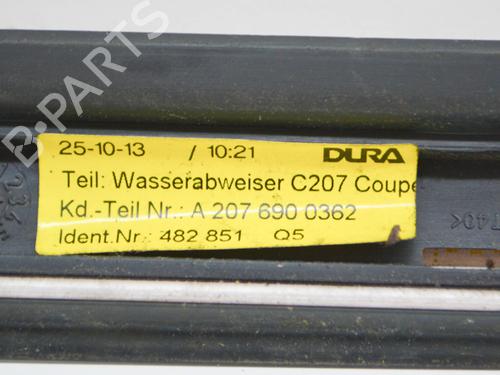 B-PARTS
25-10-13 / 10:21 DURA
Teil: Wasserabweiser C207 Coupe
Kd.-Teil Nr.: A 207 690 0362
Ident.Nr.: 482 851 Q5
T40<